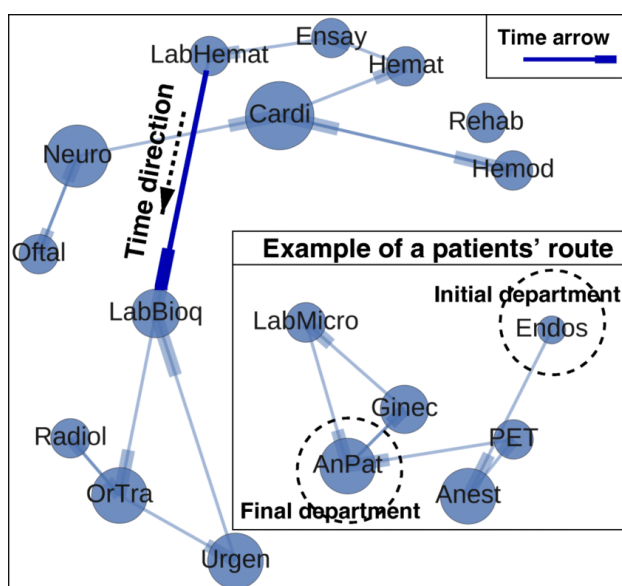 Time arrow
Ensay
LabHemat
Hemat
Cardi
Rehab
Neuro
Hemod
Time direction
Oftal
Example of a patients' route
Initial department
LabBioq
LabMicro
Endos
Ginec
Radiol
PET
AnPat
OrTra
Anest
Final department
Urgen